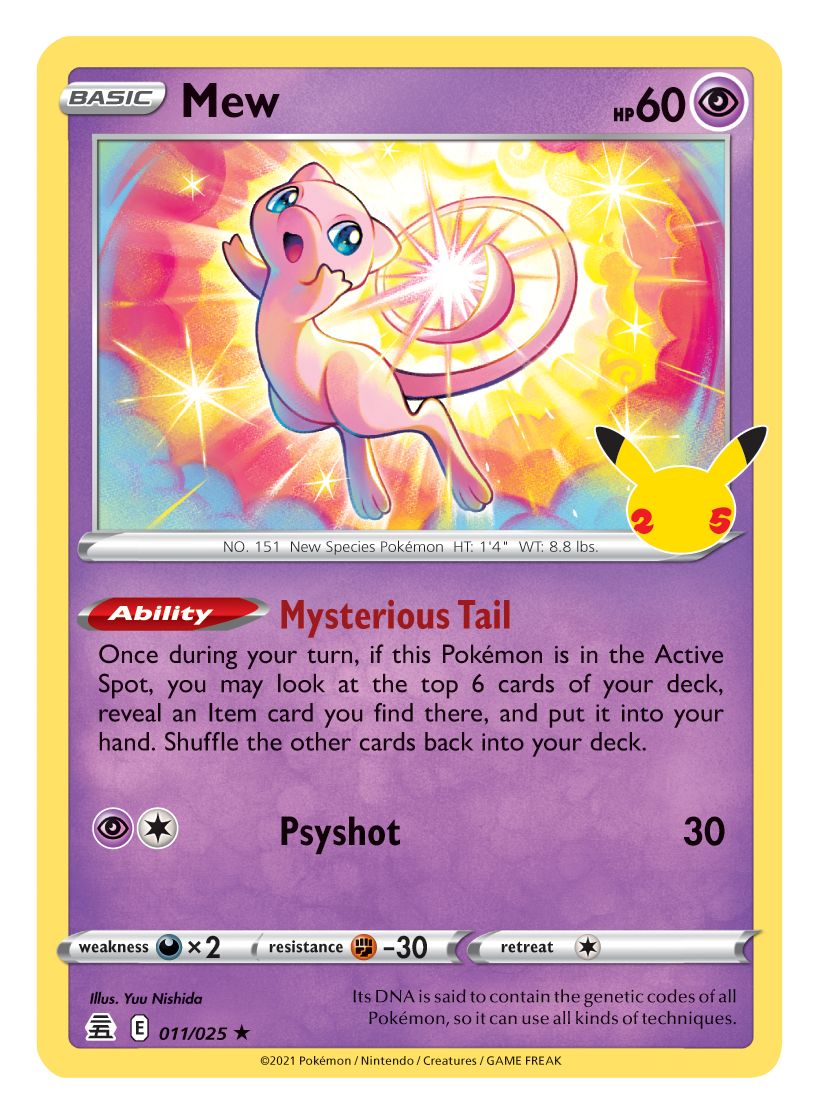 BASIC Mew HP 60
2 5
NO. 151 New Species Pokémon HT: 1'4" WT: 8.8 lbs.
Ability Mysterious Tail
Once during your turn, if this Pokémon is in the Active
Spot, you may look at the top 6 cards of your deck,
reveal an Item card you find there, and put it into your
hand. Shuffle the other cards back into your deck.
Psyshot 30
weakness ×2 resistance -30 retreat
Illus. Yuu Nishida
Its DNA is said to contain the genetic codes of all
Pokémon, so it can use all kinds of techniques.
E 011/025 ★
©2021 Pokémon / Nintendo / Creatures / GAME FREAK